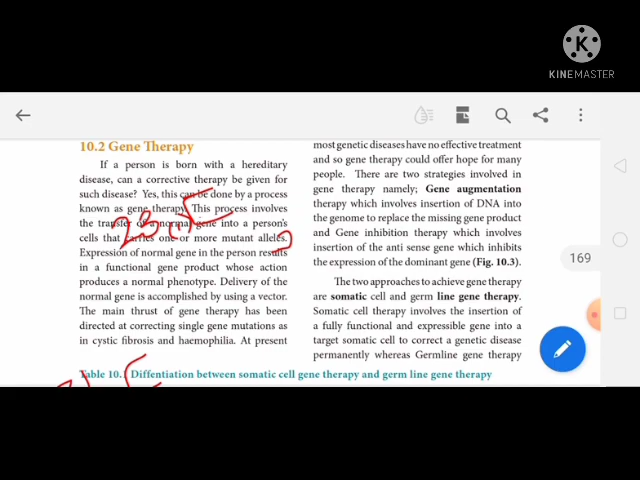 KINEMASTER
10.2 Gene Therapy
If a person is born with a hereditary
disease, can a corrective therapy be given for
such disease? Yes, this can be done by a process
known as gene therapy. This process involves
the transfer of a normal gene into a person's
cells that carries one or more mutant alleles.
Expression of normal gene in the person results
in a functional gene product whose action
produces a normal phenotype. Delivery of the
normal gene is accomplished by using a vector.
The main thrust of gene therapy has been
directed at correcting single gene mutations as
in cystic fibrosis and haemophilia. At present
most genetic diseases have no effective treatment
and so gene therapy could offer hope for many
people. There are two strategies involved in
gene therapy namely; Gene augmentation
therapy which involves insertion of DNA into
the genome to replace the missing gene product
and Gene inhibition therapy which involves
insertion of the anti sense gene which inhibits
the expression of the dominant gene (Fig. 10.3).
The two approaches to achieve gene therapy
are somatic cell and germ line gene therapy.
Somatic cell therapy involves the insertion of
a fully functional and expressible gene into a
target somatic cell to correct a genetic disease
permanently whereas Germline gene therapy
169
Table 10. Diffentiation between somatic cell gene therapy and germ line gene therapy